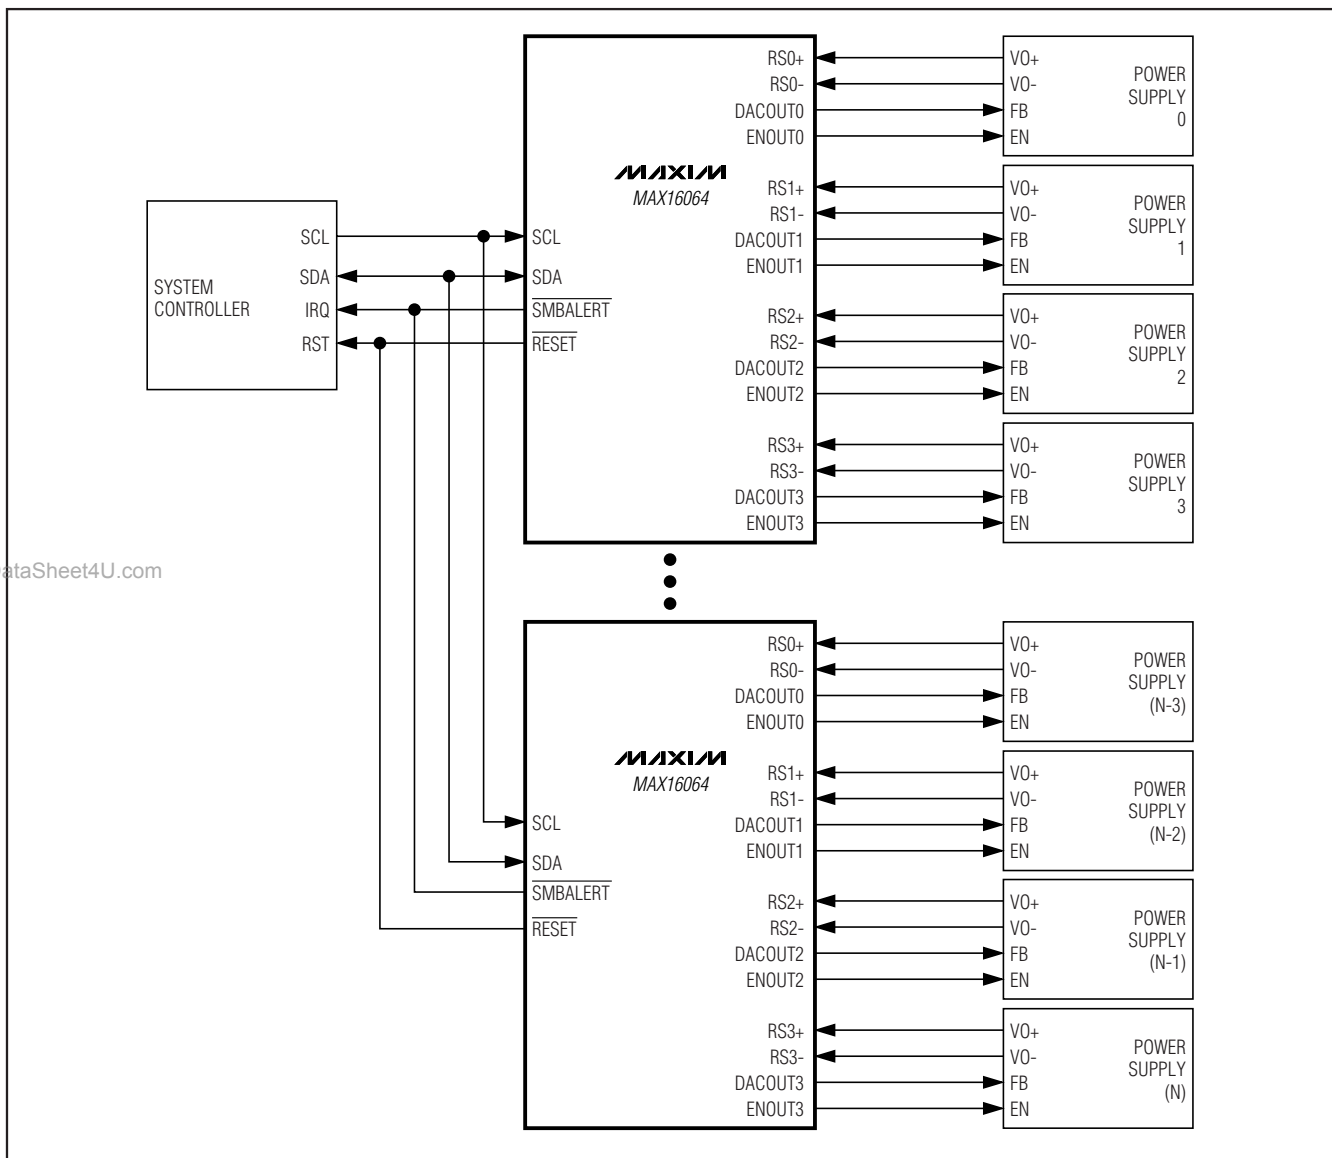 SYSTEM
CONTROLLER
SCL
SDA
IRQ
RST
MAXIM
MAX16064
SCL
SDA
SMBALERT
RESET
RS0+
RS0-
DACOUT0
ENOUT0
RS1+
RS1-
DACOUT1
ENOUT1
RS2+
RS2-
DACOUT2
ENOUT2
RS3+
RS3-
DACOUT3
ENOUT3
VO+
VO-
FB
EN
POWER
SUPPLY
0
VO+
VO-
FB
EN
POWER
SUPPLY
1
VO+
VO-
FB
EN
POWER
SUPPLY
2
VO+
VO-
FB
EN
POWER
SUPPLY
3
ataSheet4U.com
MAXIM
MAX16064
SCL
SDA
SMBALERT
RESET
RS0+
RS0-
DACOUT0
ENOUT0
RS1+
RS1-
DACOUT1
ENOUT1
RS2+
RS2-
DACOUT2
ENOUT2
RS3+
RS3-
DACOUT3
ENOUT3
VO+
VO-
FB
EN
POWER
SUPPLY
(N-3)
VO+
VO-
FB
EN
POWER
SUPPLY
(N-2)
VO+
VO-
FB
EN
POWER
SUPPLY
(N-1)
VO+
VO-
FB
EN
POWER
SUPPLY
(N)